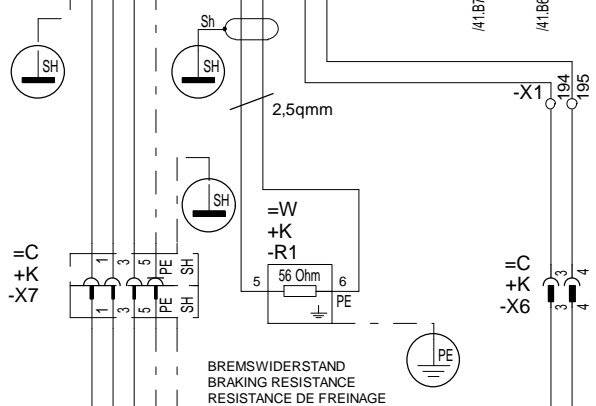 /41.B7
/41.B6
Sh
SH
SH
194
195
-X1
2,5qmm
SH
=W
+K
-R1
5
56 Ohm
6
PE
=C
+K
-X7
1
3
5
PE
SH
1
3
5
PE
SH
=C
+K
-X6
3
4
3
4
PE
BREMSWIDERSTAND
BRAKING RESISTANCE
RESISTANCE DE FREINAGE